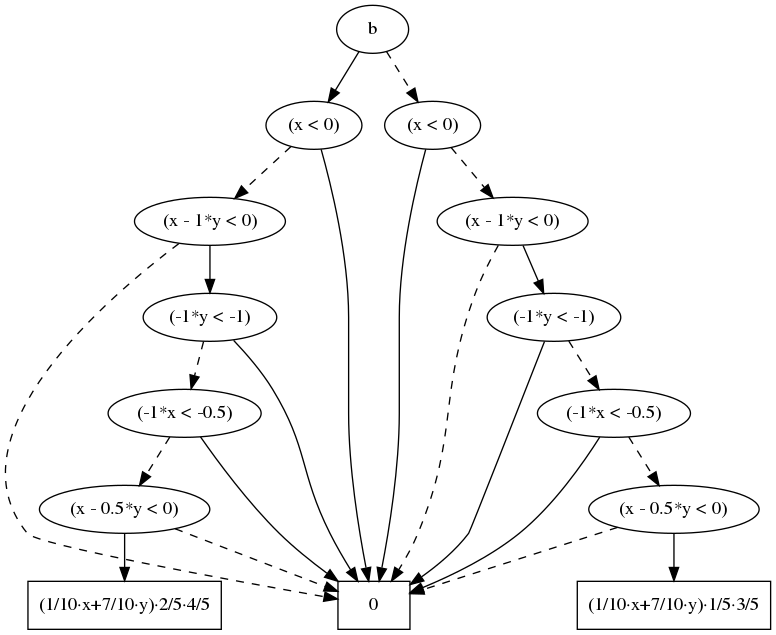 b
(x < 0)
(x < 0)
(x - 1*y < 0)
(x - 1*y < 0)
(-1*y < -1)
(-1*y < -1)
(-1*x < -0.5)
(-1*x < -0.5)
(x - 0.5*y < 0)
(x - 0.5*y < 0)
(1/10·x+7/10·y)·2/5·4/5
0
(1/10·x+7/10·y)·1/5·3/5